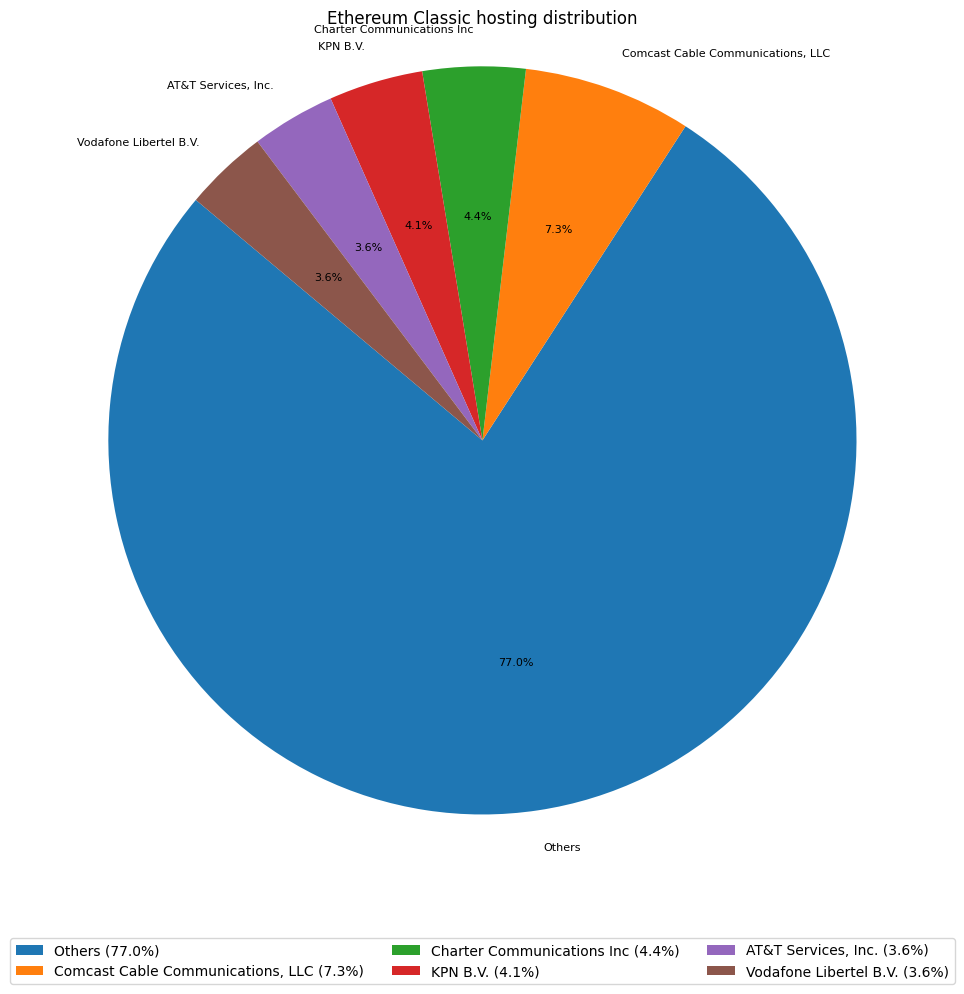 Ethereum Classic hosting distribution
Charter Communications Inc
KPN B.V.
Comcast Cable Communications, LLC
AT&T Services, Inc.
Vodafone Libertel B.V.
4.4%
4.1%
7.3%
3.6%
3.6%
77.0%
Others
Others (77.0%)
Comcast Cable Communications, LLC (7.3%)
Charter Communications Inc (4.4%)
KPN B.V. (4.1%)
AT&T Services, Inc. (3.6%)
Vodafone Libertel B.V. (3.6%)